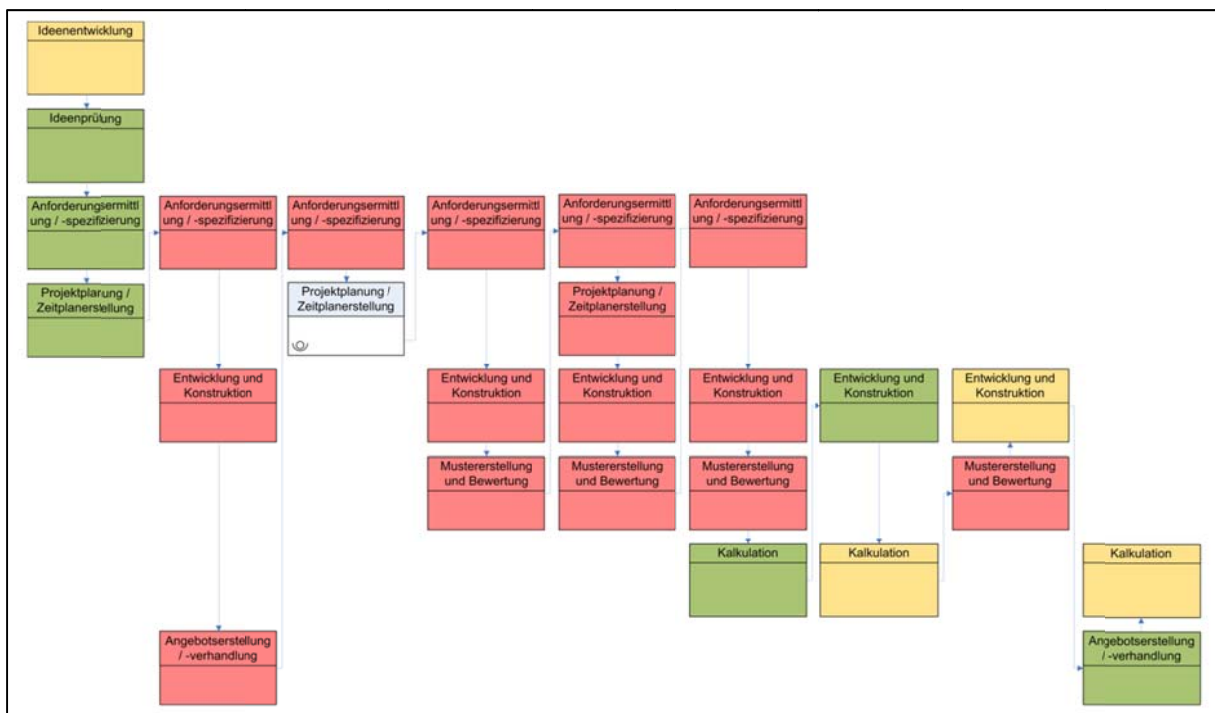 Ideenentwicklung
Ideenprüfung
Anforderungsermittl
ung / -spezifizierung
Anforderungsermittl
ung / -spezifizierung
Anforderungsermittl
ung / -spezifizierung
Anforderungsermittl
ung / -spezifizierung
Anforderungsermittl
ung / -spezifizierung
Anforderungsermittl
ung / -spezifizierung
Projektplanung /
Zeitplanerstellung
Projektplanung /
Zeitplanerstellung
Projektplanung /
Zeitplanerstellung
Entwicklung und
Konstruktion
Entwicklung und
Konstruktion
Entwicklung und
Konstruktion
Entwicklung und
Konstruktion
Entwicklung und
Konstruktion
Entwicklung und
Konstruktion
Mustererstellung
und Bewertung
Mustererstellung
und Bewertung
Mustererstellung
und Bewertung
Mustererstellung
und Bewertung
Kalkulation
Kalkulation
Kalkulation
Angebotserstellung
/ -verhandlung
Angebotserstellung
/ -verhandlung